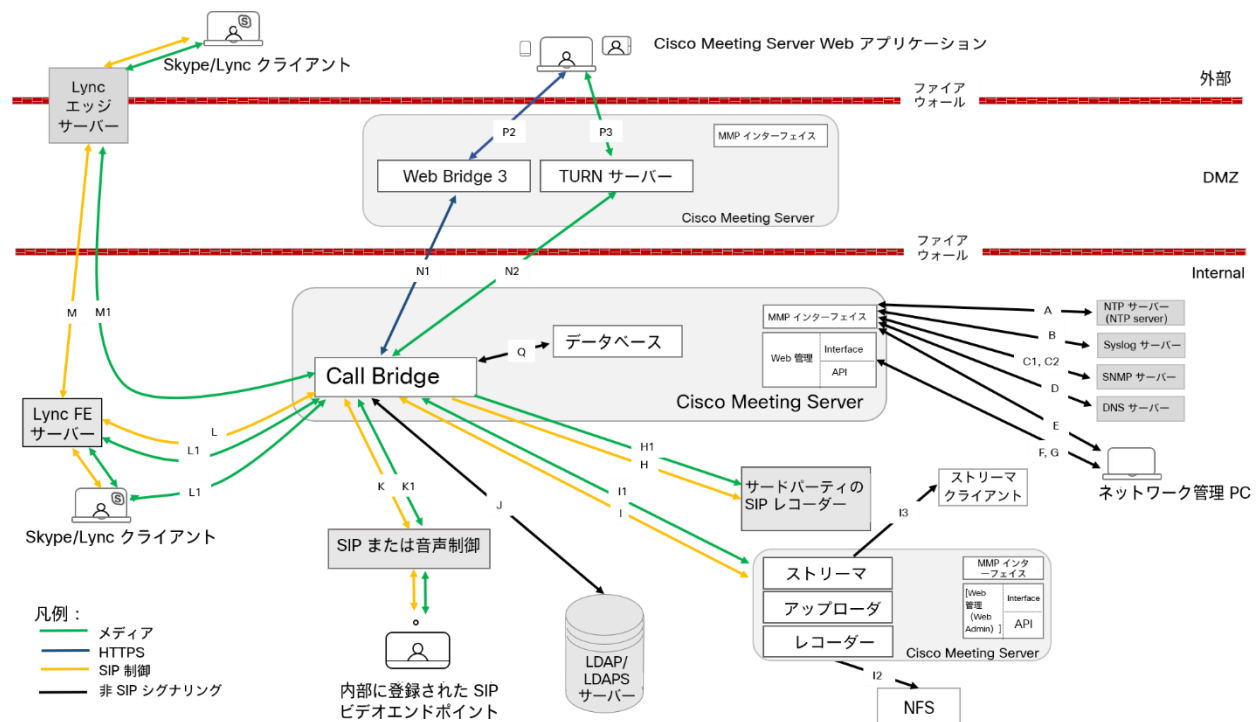 Skype/Lync クライアント
Cisco Meeting Server Web アプリケーション
外部
Lync
エッジ
サーバー
ファイア
ウォール
P2
P3
MMP インターフェイス
Web Bridge 3
TURN サーバー
DMZ
Cisco Meeting Server
ファイア
ウォール
Internal
N1
N2
M
M1
MMP インターフェイス
Web 管理
Interface
API
データベース
Q
Call Bridge
Cisco Meeting Server
A
B
C1, C2
D
E
F, G
NTP サーバー
(NTP server)
Syslog サーバー
SNMP サーバー
DNS サーバー
ネットワーク管理 PC
Lync FE
サーバー
L
L1
L1
Skype/Lync クライアント
K
K1
J
I1
I
H1
H
サードパーティの
SIP レコーダー
ストリーマ
クライアント
I3
SIP または音声制御
ストリーマ
アップローダ
レコーダー
MMP インタ
ーフェイス
[Web
管理
(Web
Admin) ]
Interface
API
Cisco Meeting Server
I2
NFS
LDAP/
LDAPS
サーバー
内部に登録された SIP
ビデオエンドポイント
凡例：
メディア
HTTPS
SIP 制御
非 SIP シグナリング